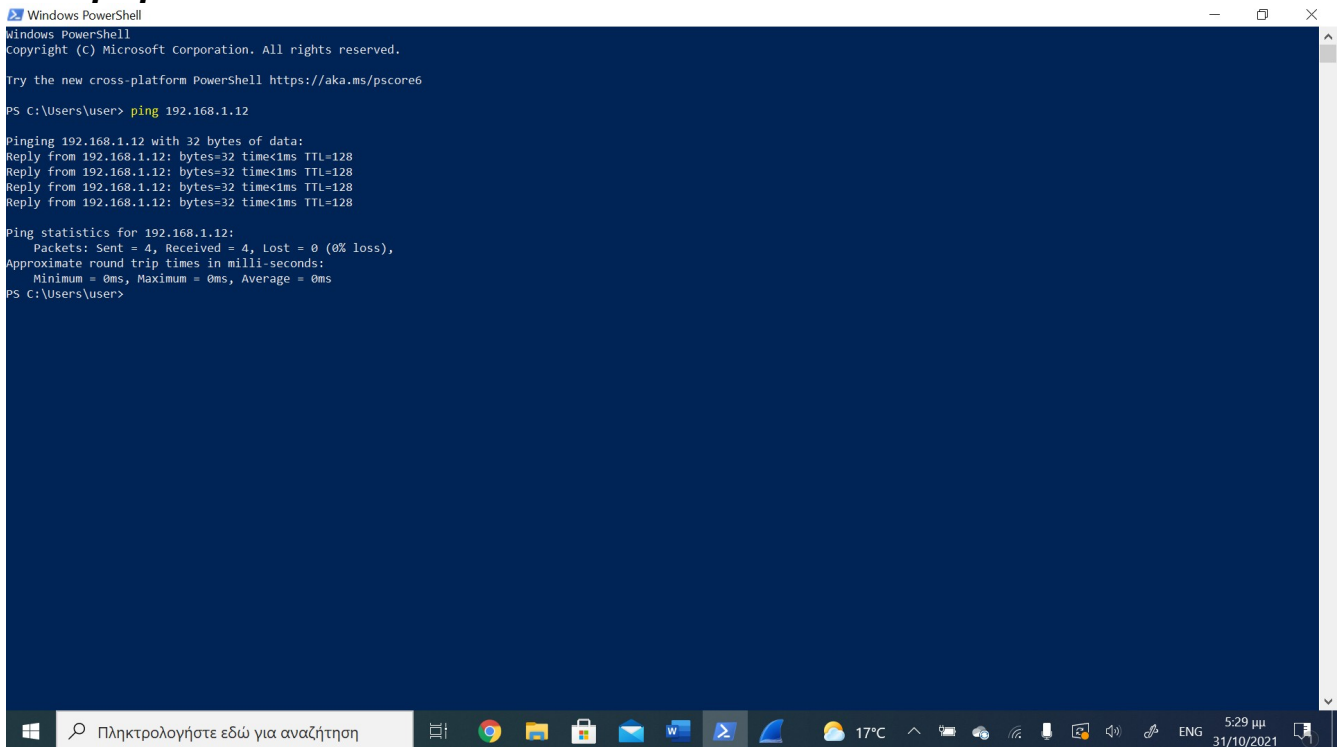 Windows PowerShell
Windows PowerShell
Copyright (C) Microsoft Corporation. All rights reserved.
Try the new cross-platform PowerShell https://aka.ms/pscore6
PS C:\Users\user> ping 192.168.1.12
Pinging 192.168.1.12 with 32 bytes of data:
Reply from 192.168.1.12: bytes=32 time<1ms TTL=128
Reply from 192.168.1.12: bytes=32 time<1ms TTL=128
Reply from 192.168.1.12: bytes=32 time<1ms TTL=128
Reply from 192.168.1.12: bytes=32 time<1ms TTL=128
Ping statistics for 192.168.1.12:
Packets: Sent = 4, Received = 4, Lost = 0 (0% loss),
Approximate round trip times in milli-seconds:
Minimum = 0ms, Maximum = 0ms, Average = 0ms
PS C:\Users\user>
Πληκτρολογήστε εδώ για αναζήτηση
17°C
ENG
5:29 μμ
31/10/2021